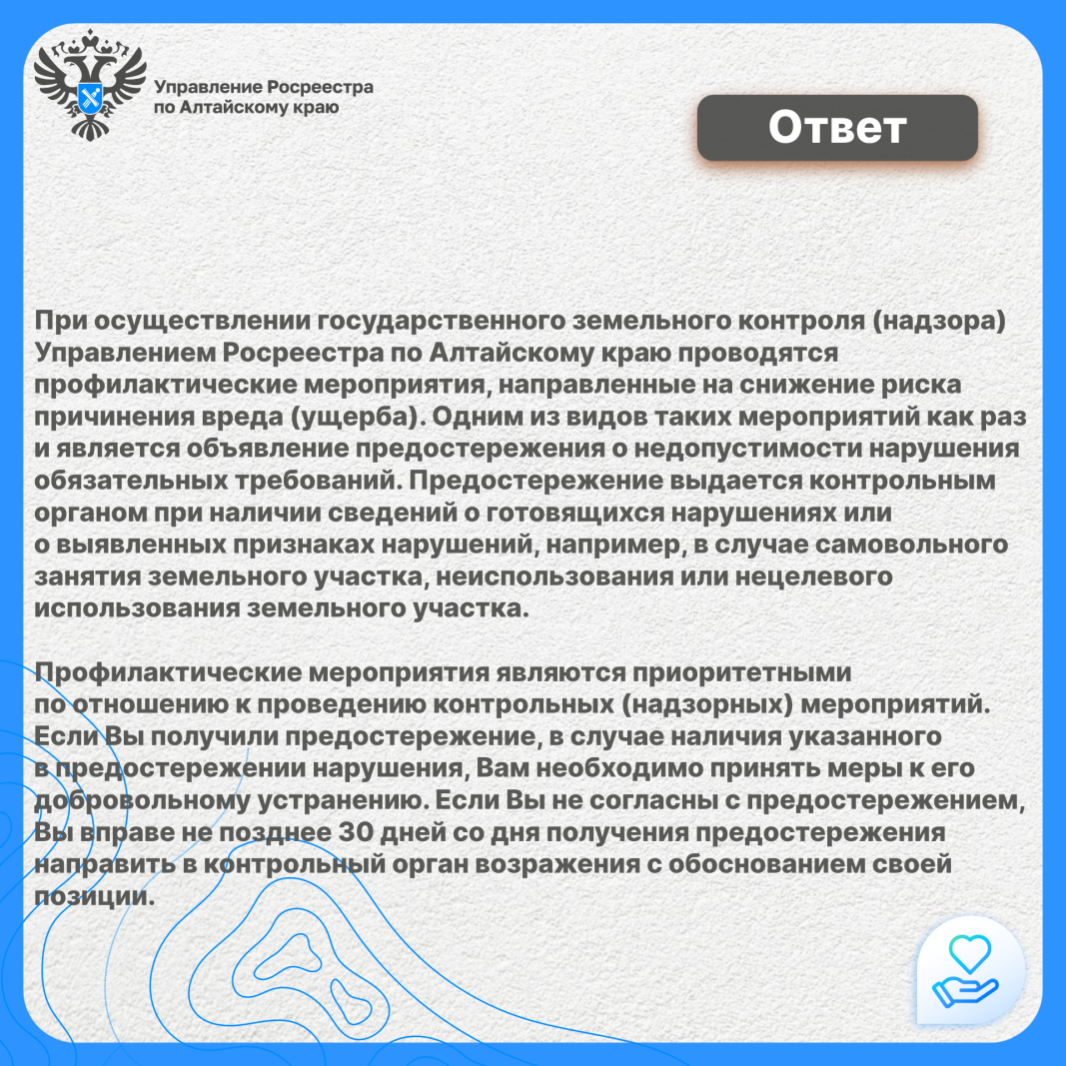 Управление Росреестра
по Алтайскому краю
Ответ
При осуществлении государственного земельного контроля (надзора)
Управлением Росреестра по Алтайскому краю проводятся
профилактические мероприятия, направленные на снижение риска
причинения вреда (ущерба). Одним из видов таких мероприятий как раз
и является объявление предостережения о недопустимости нарушения
обязательных требований. Предостережение выдается контрольным
органом при наличии сведений о готовящихся нарушениях или
о выявленных признаках нарушений, например, в случае самовольного
занятия земельного участка, неиспользования или нецелевого
использования земельного участка.
Профилактические мероприятия являются приоритетными
по отношению к проведению контрольных (надзорных) мероприятий.
Если Вы получили предостережение, в случае наличия указанного
в предостережении нарушения, Вам необходимо принять меры к его
добровольному устранению. Если Вы не согласны с предостережением,
Вы вправе не позднее 30 дней со дня получения предостережения
направить в контрольный орган возражения с обоснованием своей
позиции.